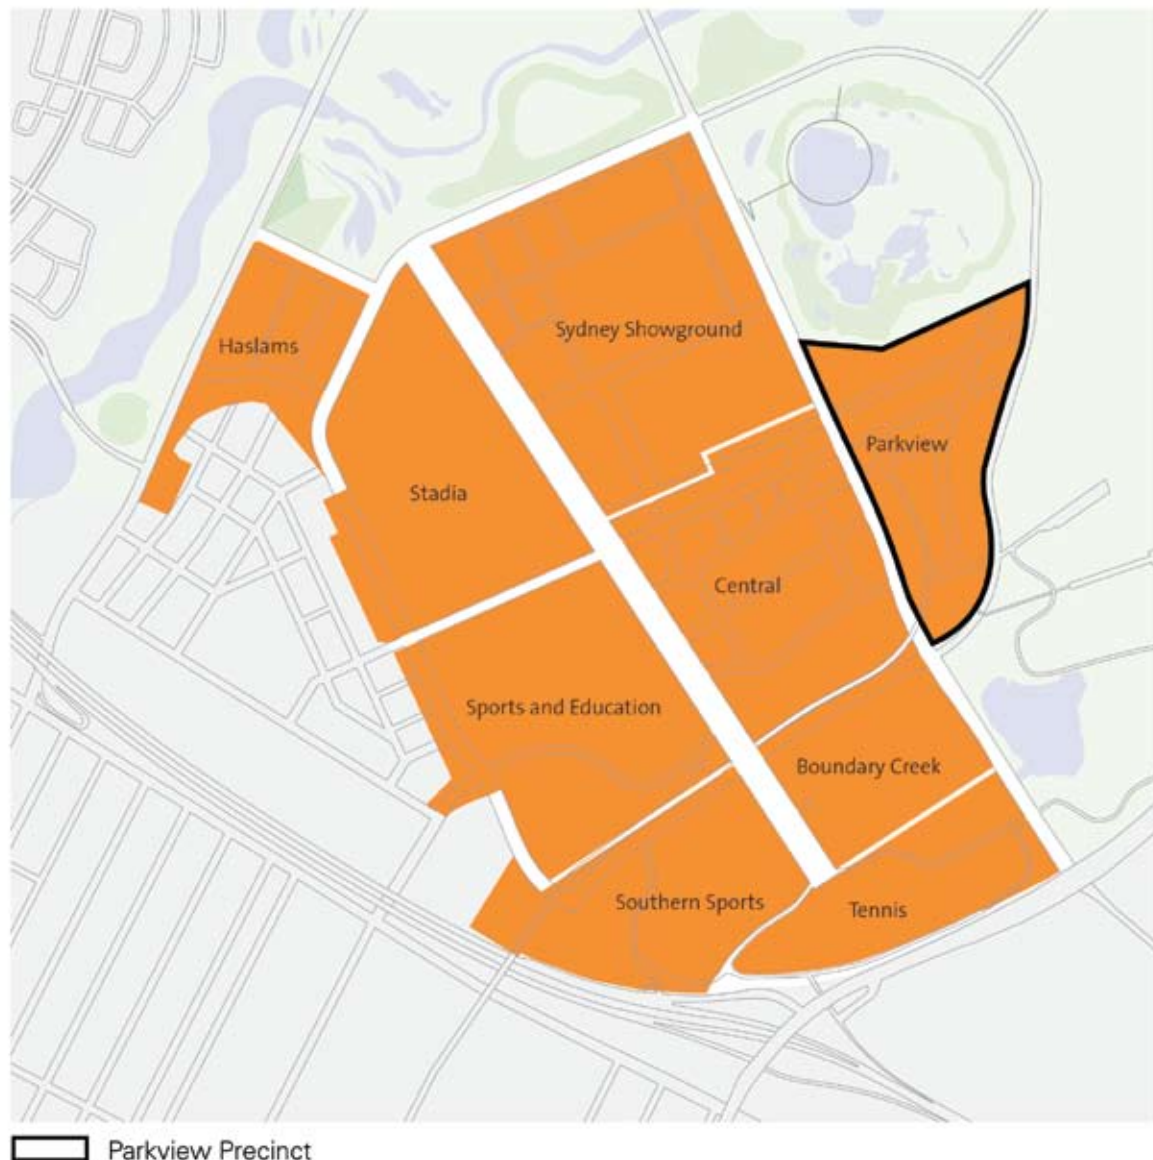 Sydney Showground
Haslams
Parkview
Stadia
Central
Sports and Education
Boundary Creek
Southern Sports
Tennis
Parkview Precinct